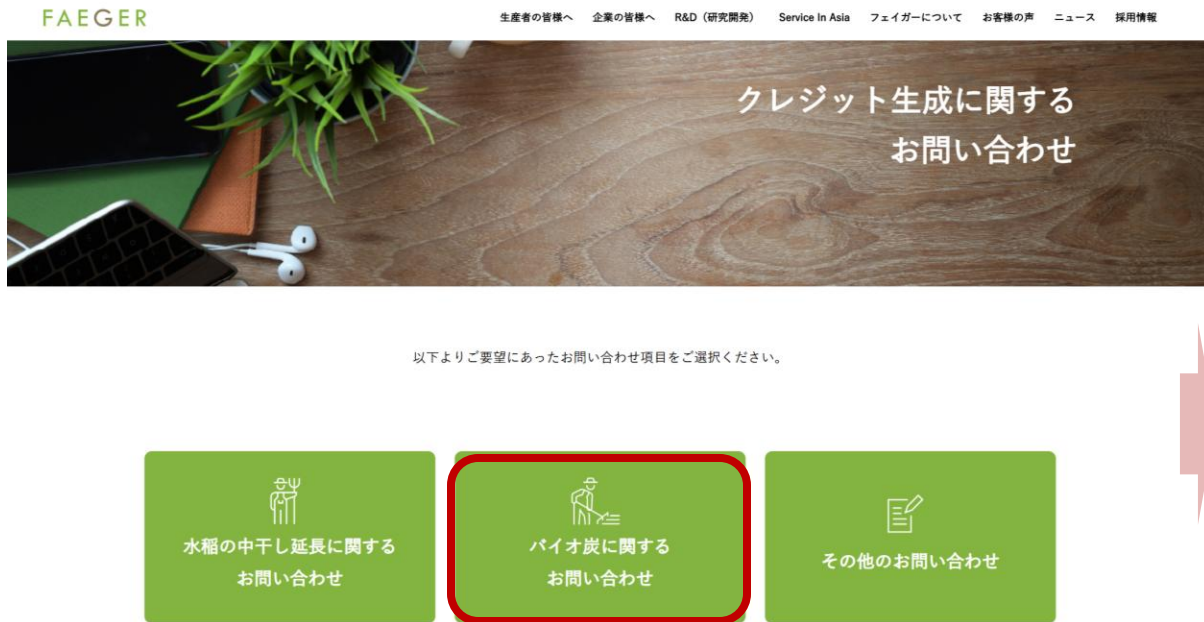 FAEGER
生産者の皆様へ 企業の皆様へ R&D（研究開発） Service In Asia フェイガーについて お客様の声 ニュース 採用情報
クレジット生成に関する
お問い合わせ
以下よりご要望にあったお問い合わせ項目をご選択ください。
水稲の中干し延長に関する
お問い合わせ
バイオ炭に関する
お問い合わせ
その他のお問い合わせ